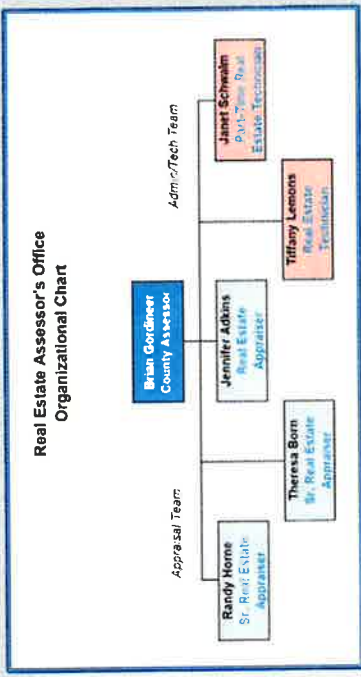 Real Estate Assessor's Office
Organizational Chart
Brian Gordineer
County Assessor
Appraisal Team
Admin/Tech Team
Randy Horne
Sr. Real Estate
Appraiser
Theresa Born
Sr. Real Estate
Appraiser
Jennifer Adkins
Real Estate
Appraiser
Tiffany Lemons
Real Estate
Technician
Janet Schwalm
Part-Time Real
Estate Technician